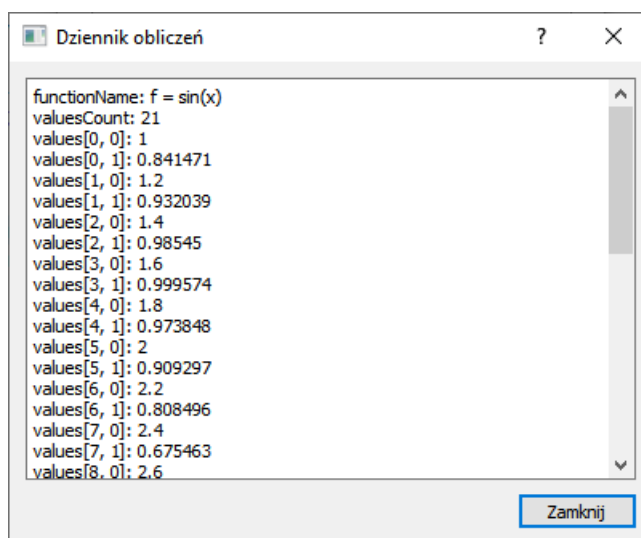 Dziennik obliczeń
functionName: f = sin(x)
valuesCount: 21
values[0, 0]: 1
values[0, 1]: 0.841471
values[1, 0]: 1.2
values[1, 1]: 0.932039
values[2, 0]: 1.4
values[2, 1]: 0.98545
values[3, 0]: 1.6
values[3, 1]: 0.999574
values[4, 0]: 1.8
values[4, 1]: 0.973848
values[5, 0]: 2
values[5, 1]: 0.909297
values[6, 0]: 2.2
values[6, 1]: 0.808496
values[7, 0]: 2.4
values[7, 1]: 0.675463
values[8, 0]: 2.6
Zamknij